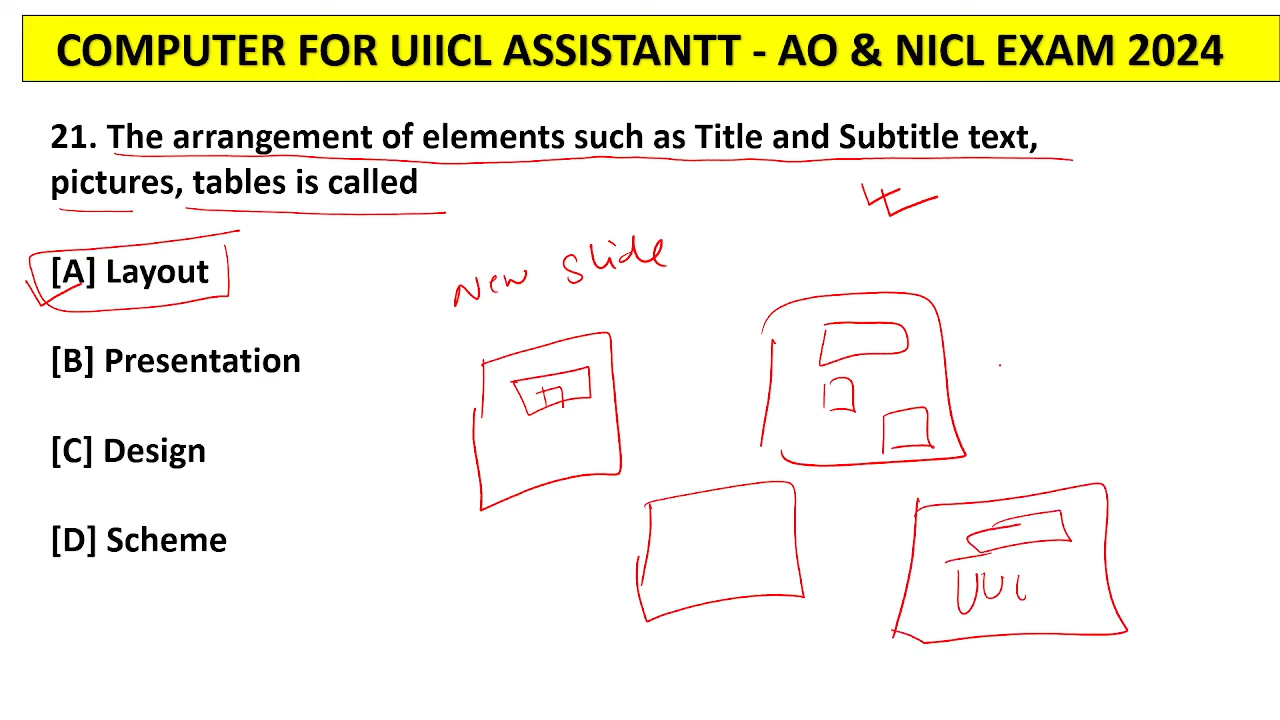 COMPUTER FOR UIICL ASSISTANTT - AO & NICL EXAM 2024
21. The arrangement of elements such as Title and Subtitle text,
pictures, tables is called
[A] Layout
New slide
[B] Presentation
[C] Design
[D] Scheme